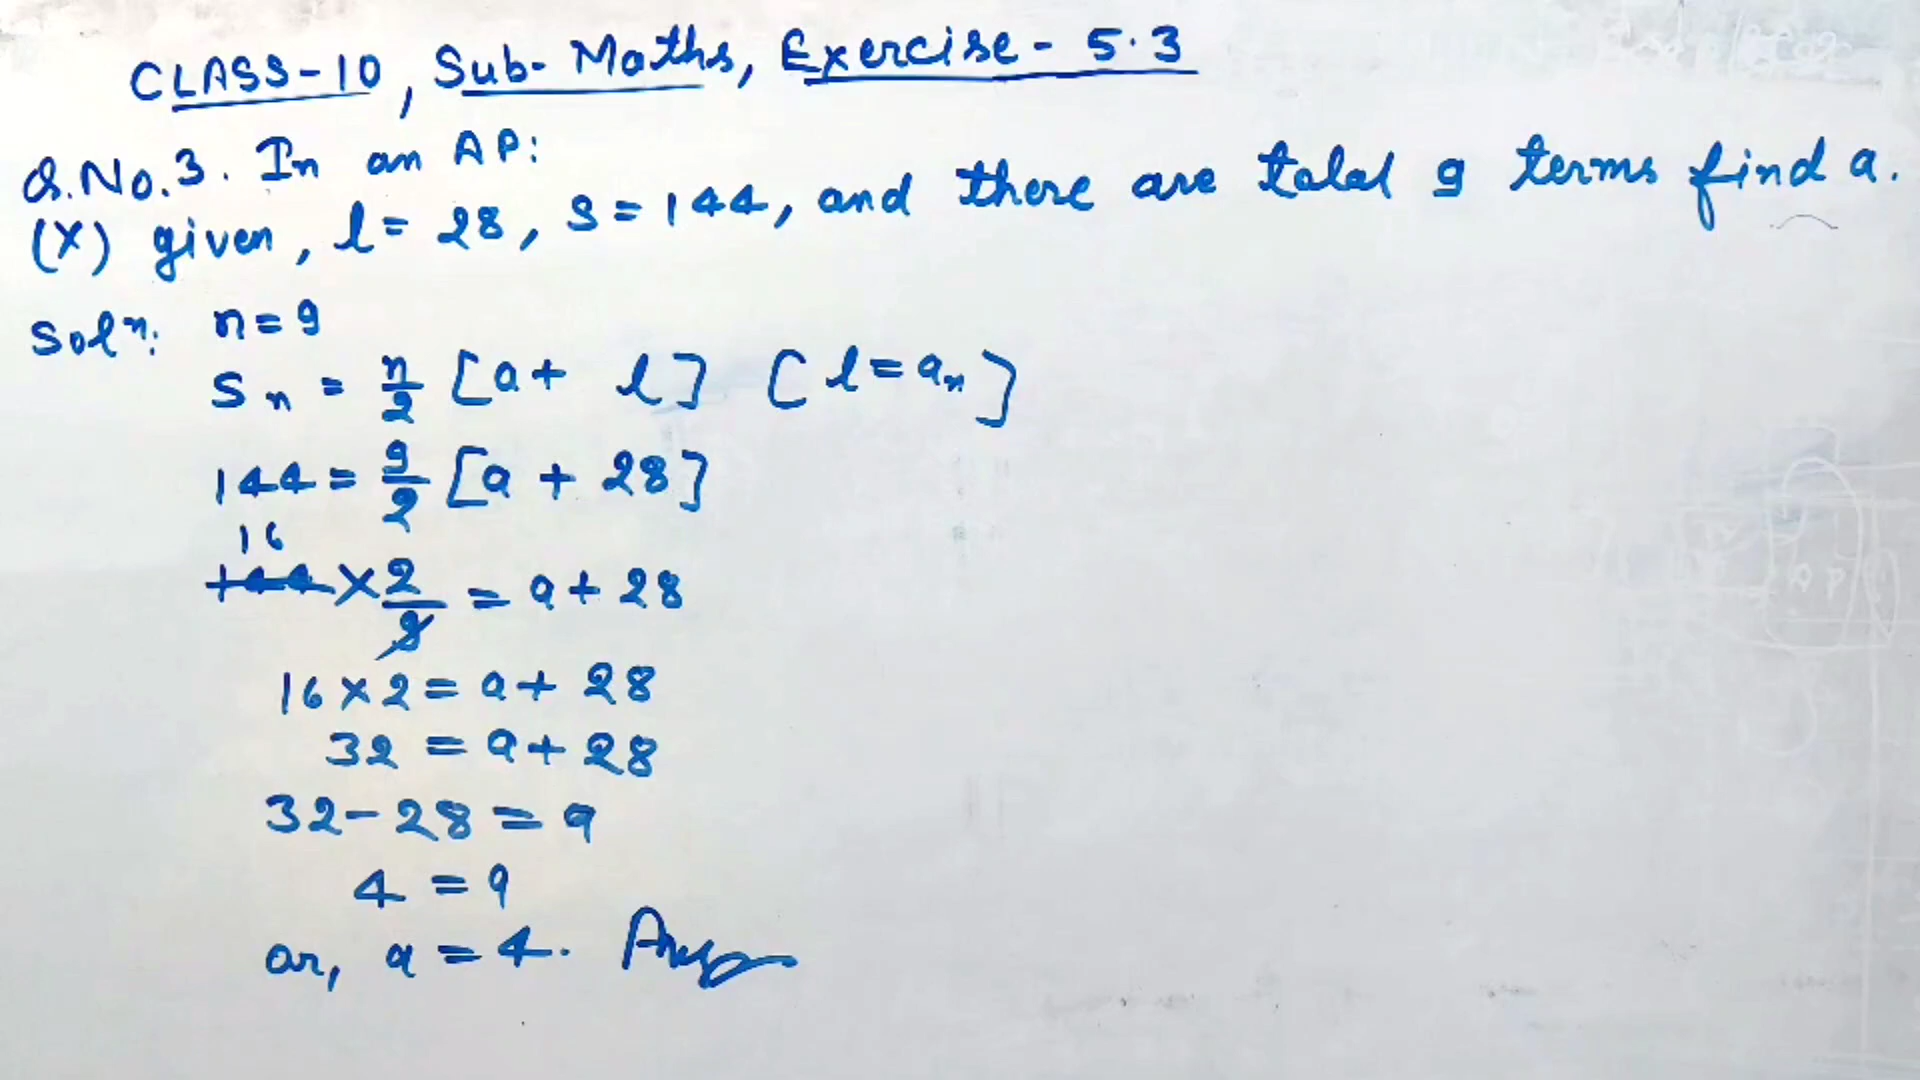 CLASS-10, Sub- Maths, Exercise - 5.3
Q.No.3. In an AP:
(X) given, l = 28, S = 144, and there are total 9 terms find a.
Solⁿ: n = 9
Sn = n/2 [a + l] [l = an]
144 = 9/2 [a + 28]
16
144 × 2/9 = a + 28
16 × 2 = a + 28
32 = a + 28
32 - 28 = a
4 = a
or, a = 4. Ans